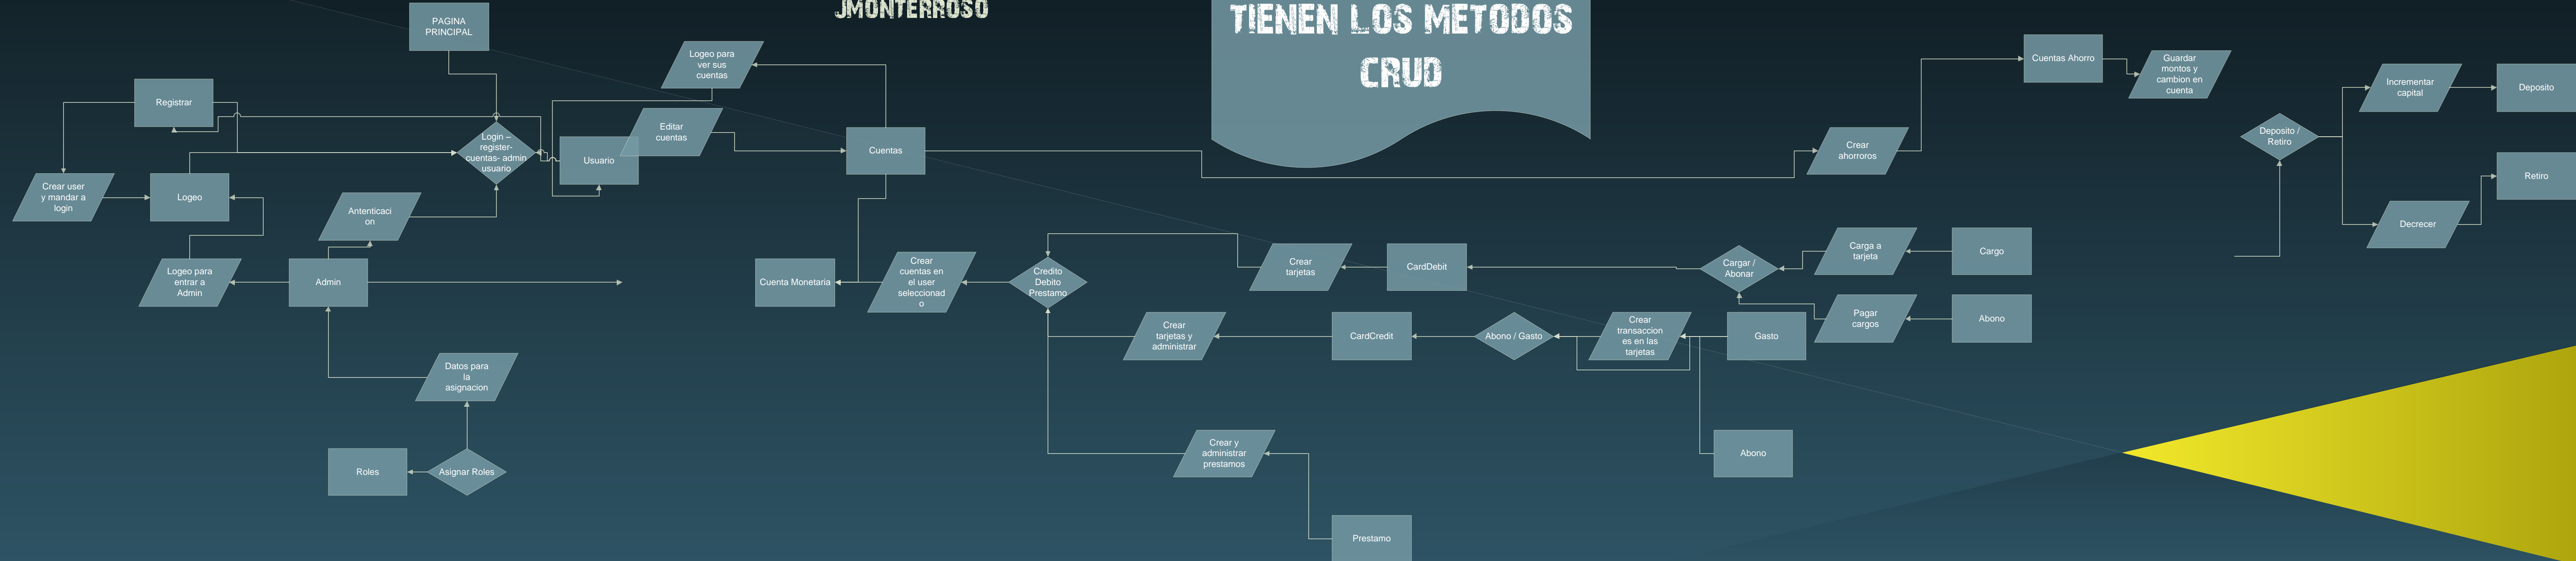 JMONTERROSO
TIENEN LOS METODOS
CRUD
PAGINA
PRINCIPAL
Logeo para
ver sus
cuentas
Cuentas Ahorro
Guardar
montos y
cambion en
cuenta
Incrementar
capital
Deposito
Registrar
Editar
cuentas
Login –
register-
cuentas- admin
usuario
Usuario
Cuentas
Crear
ahorroros
Deposito /
Retiro
Retiro
Crear user
y mandar a
login
Logeo
Antenticaci
on
Decrecer
Logeo para
entrar a
Admin
Admin
Cuenta Monetaria
Crear
cuentas en
el user
seleccionad
o
Credito
Debito
Prestamo
Crear
tarjetas
CardDebit
Cargar /
Abonar
Carga a
tarjeta
Cargo
Crear
tarjetas y
administrar
CardCredit
Abono / Gasto
Crear
transaccion
es en las
tarjetas
Gasto
Pagar
cargos
Abono
Datos para
la
asignacion
Roles
Asignar Roles
Crear y
administrar
prestamos
Abono
Prestamo